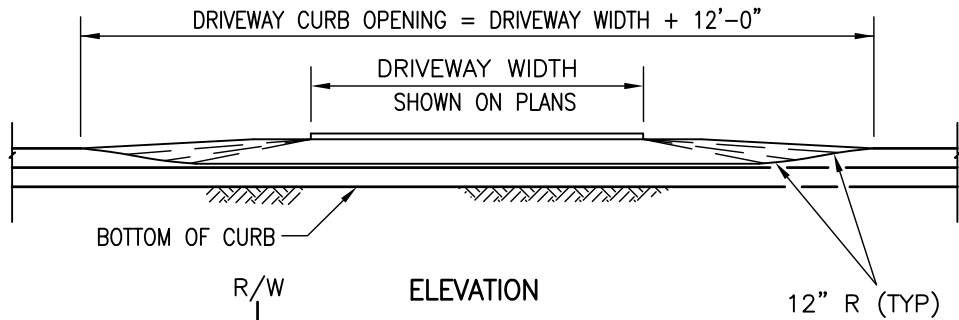 DRIVEWAY CURB OPENING = DRIVEWAY WIDTH + 12'-0"
DRIVEWAY WIDTH
SHOWN ON PLANS
BOTTOM OF CURB
R/W
ELEVATION
12" R (TYP)